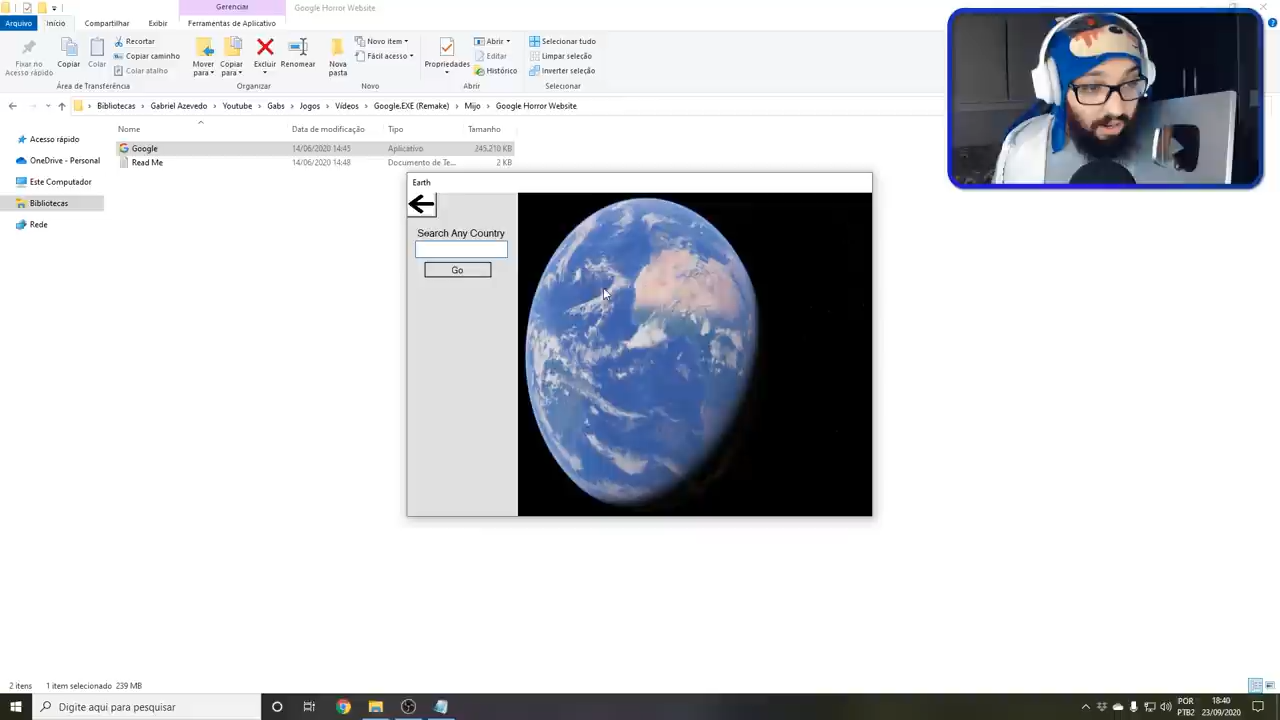 Gerenciar
Google Horror Website
Arquivo
Início
Compartilhar
Exibir
Ferramentas de Aplicativo
Fixar no Acesso rápido
Copiar
Colar
Recortar
Copiar caminho
Colar atalho
Área de Transferência
Mover para
Copiar para
Excluir
Renomear
Organizar
Nova pasta
Novo item
Fácil acesso
Novo
Propriedades
Abrir
Editar
Histórico
Abrir
Selecionar tudo
Limpar seleção
Inverter seleção
Selecionar
Bibliotecas > Gabriel Azevedo > Youtube > Gabs > Jogos > Vídeos > Google.EXE (Remake) > Mijo > Google Horror Website
Nome
Data de modificação
Tipo
Tamanho
Acesso rápido
OneDrive - Personal
Este Computador
Bibliotecas
Rede
Google 14/06/2020 14:45 Aplicativo 245.210 KB
Read Me 14/06/2020 14:48 Documento de Te... 2 KB
Earth
Search Any Country
Go
2 itens
1 item selecionado 239 MB
Digite aqui para pesquisar
POR
PTB2
18:40
23/09/2020